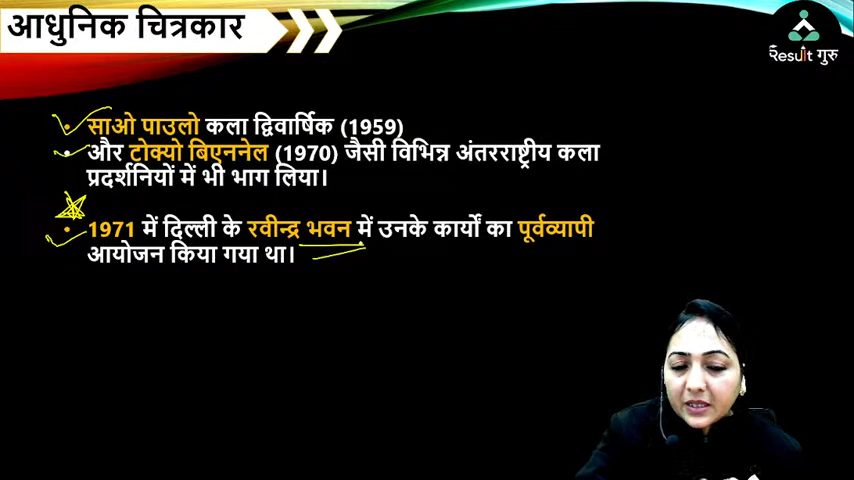 आधुनिक चित्रकार
Result गुरु
साओ पाउलो कला द्विवार्षिक (1959)
और टोक्यो बिएननेल (1970) जैसी विभिन्न अंतरराष्ट्रीय कला
प्रदर्शनियों में भी भाग लिया।
1971 में दिल्ली के रवीन्द्र भवन में उनके कार्यों का पूर्वव्यापी
आयोजन किया गया था।